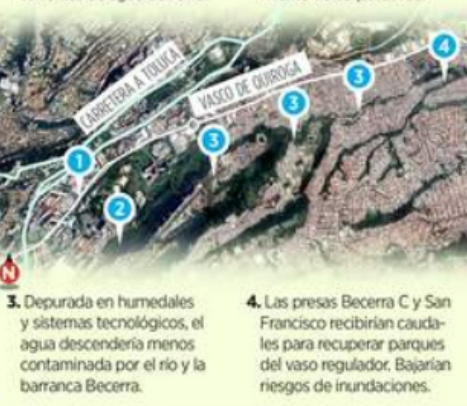 4
CARRETERA A TOLUCA
VASCO DE QUIROGA
3
3
3
1
2
N
3. Depurada en humedales
y sistemas tecnológicos, el
agua descendería menos
contaminada por el río y la
barranca Becerra.
4. Las presas Becerra C y San
Francisco recibirían cauda-
les para recuperar parques
del vaso regulador. Bajarían
riesgos de inundaciones.